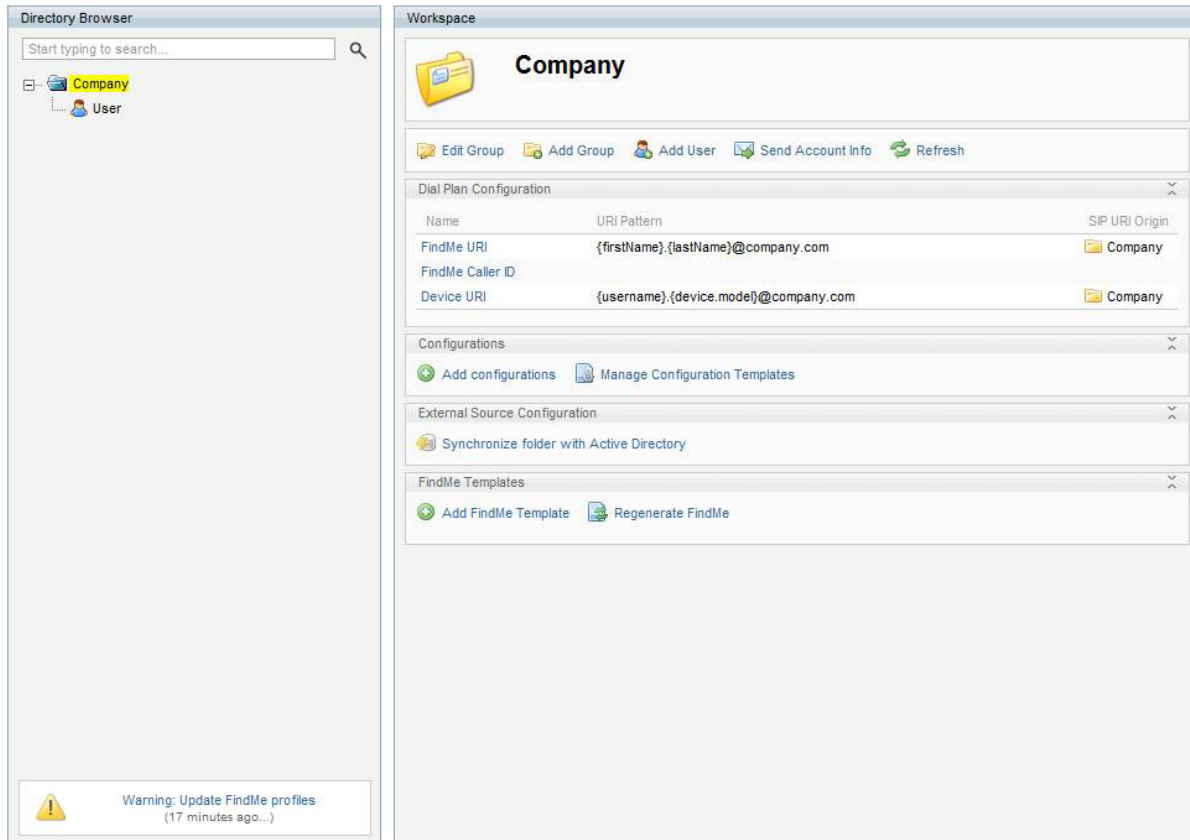 Directory Browser
Start typing to search...
Company
User
Warning: Update FindMe profiles
(17 minutes ago...)
Workspace
Company
Edit Group Add Group Add User Send Account Info Refresh
Dial Plan Configuration
Name URI Pattern SIP URI Origin
FindMe URI {firstName}.{lastName}@company.com Company
FindMe Caller ID
Device URI {username}.{device.model}@company.com Company
Configurations
Add configurations Manage Configuration Templates
External Source Configuration
Synchronize folder with Active Directory
FindMe Templates
Add FindMe Template Regenerate FindMe